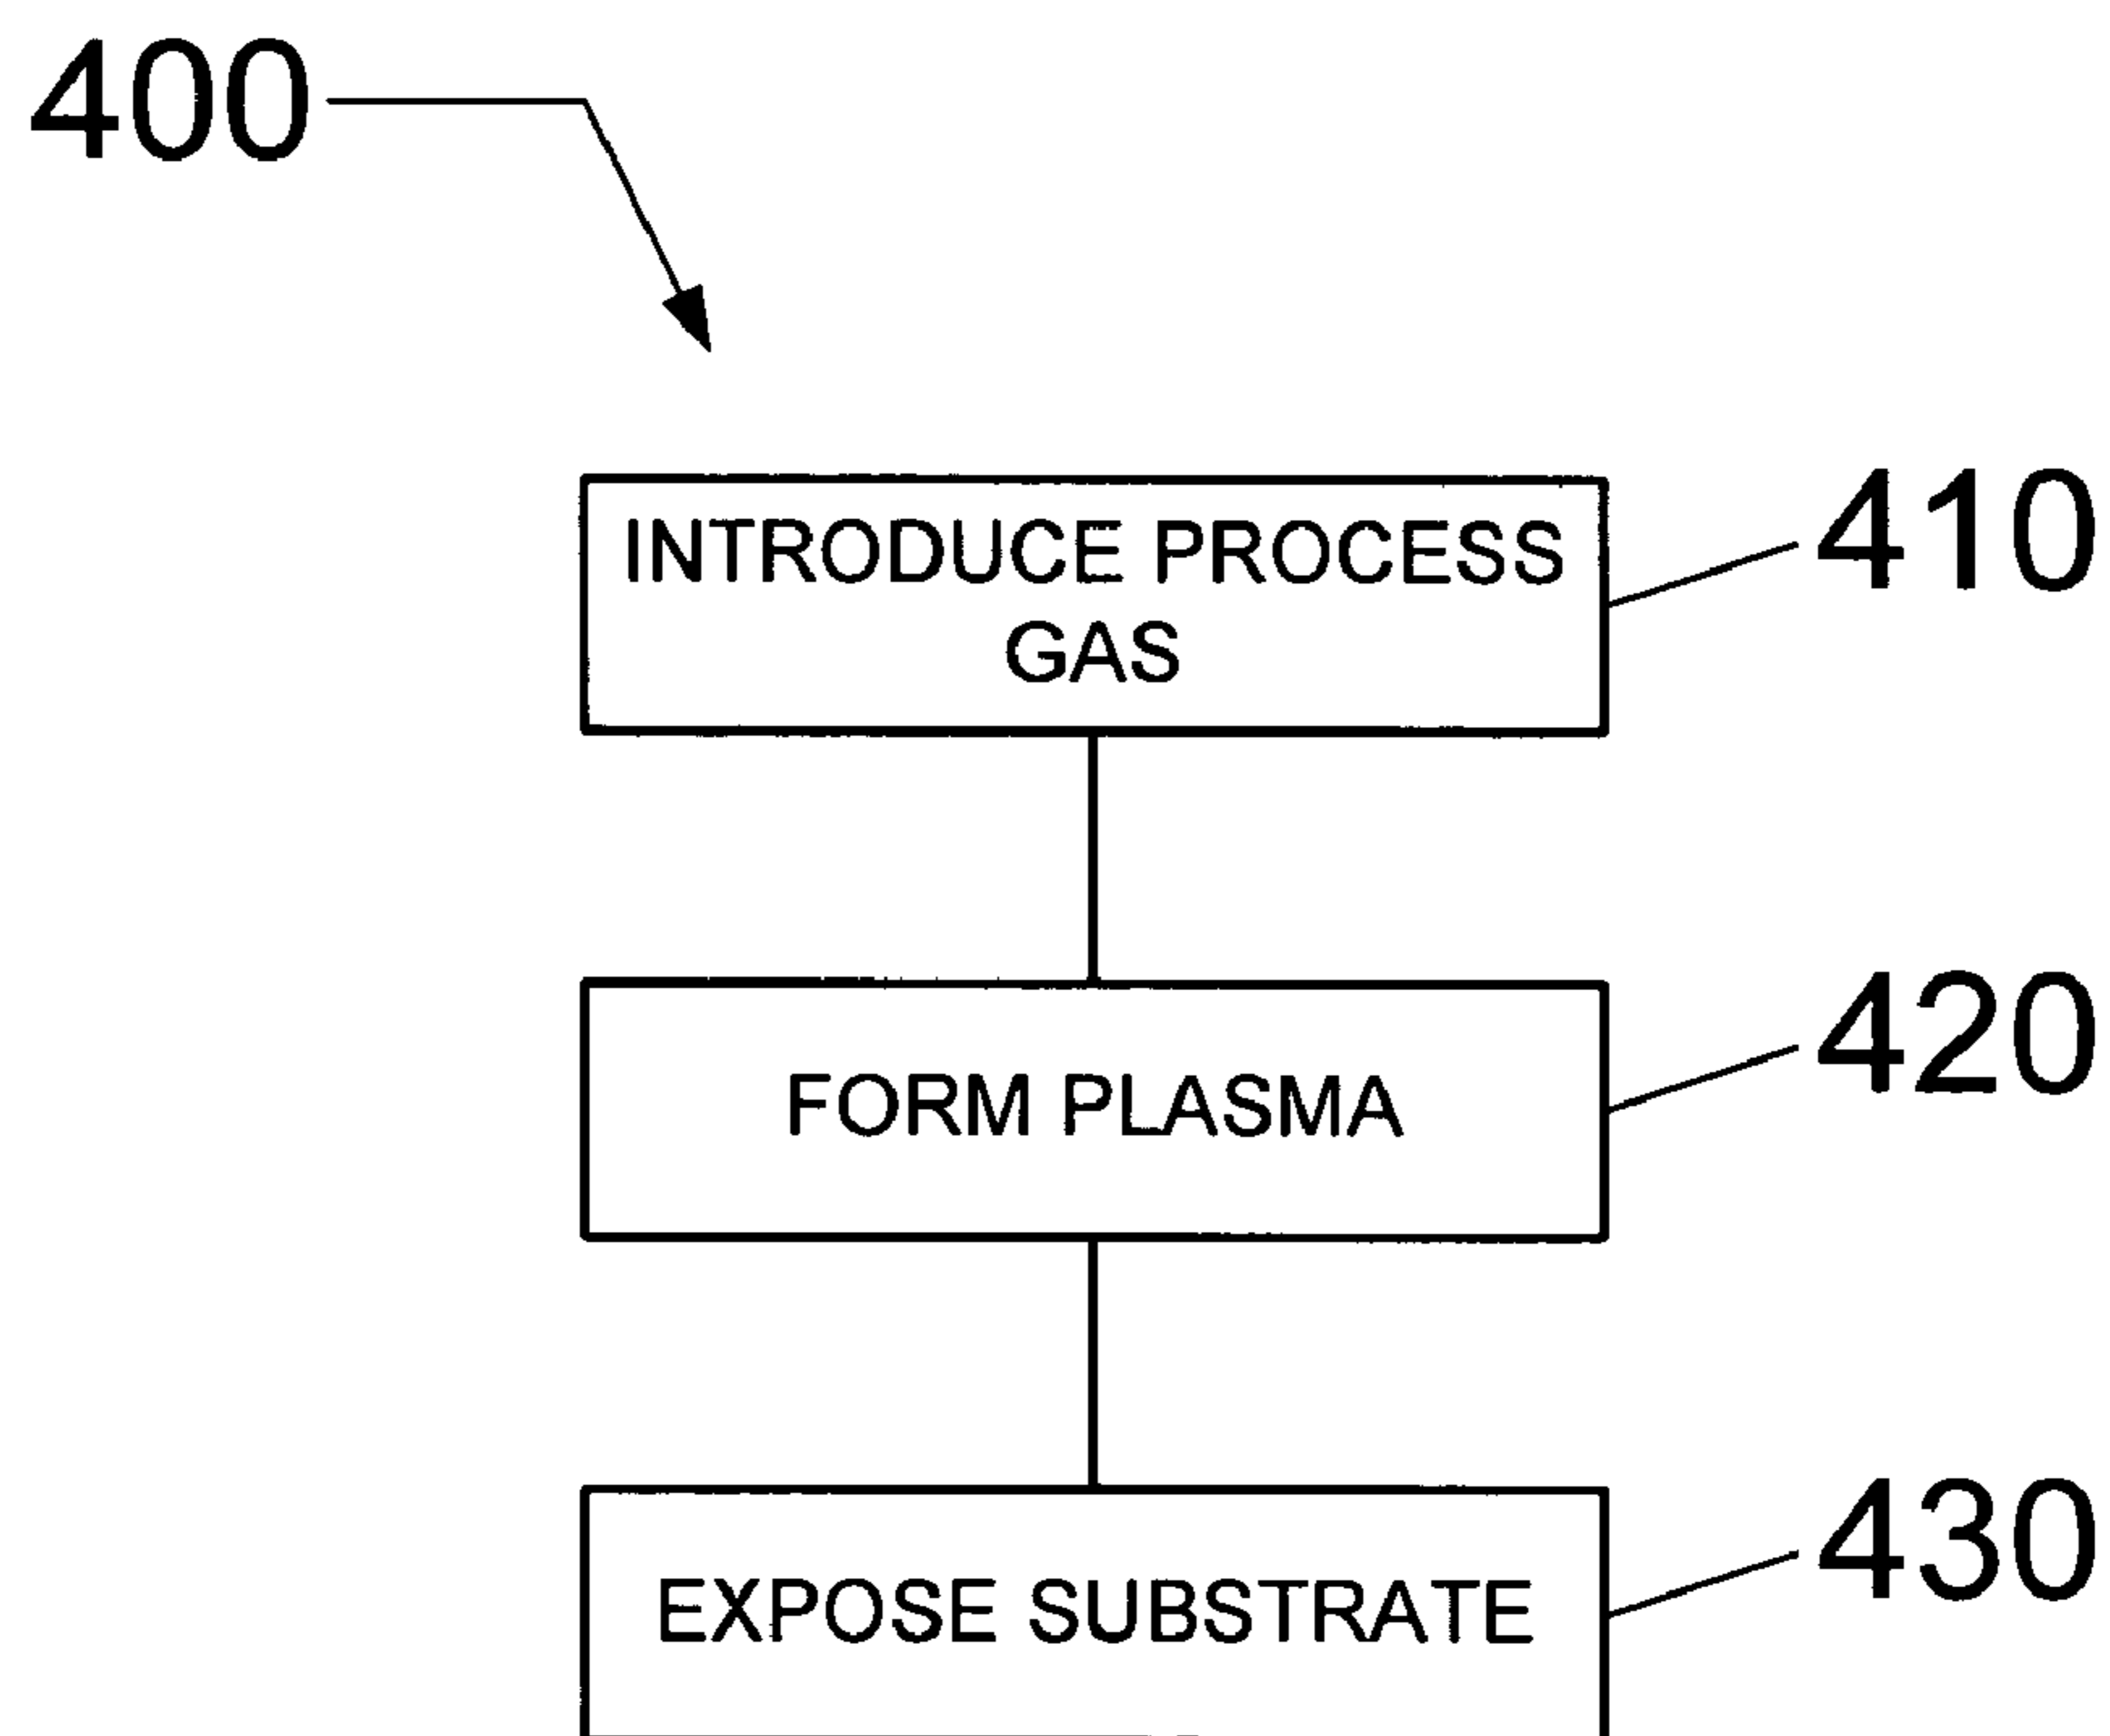 400
INTRODUCE PROCESS
GAS
410
FORM PLASMA
420
EXPOSE SUBSTRATE
430